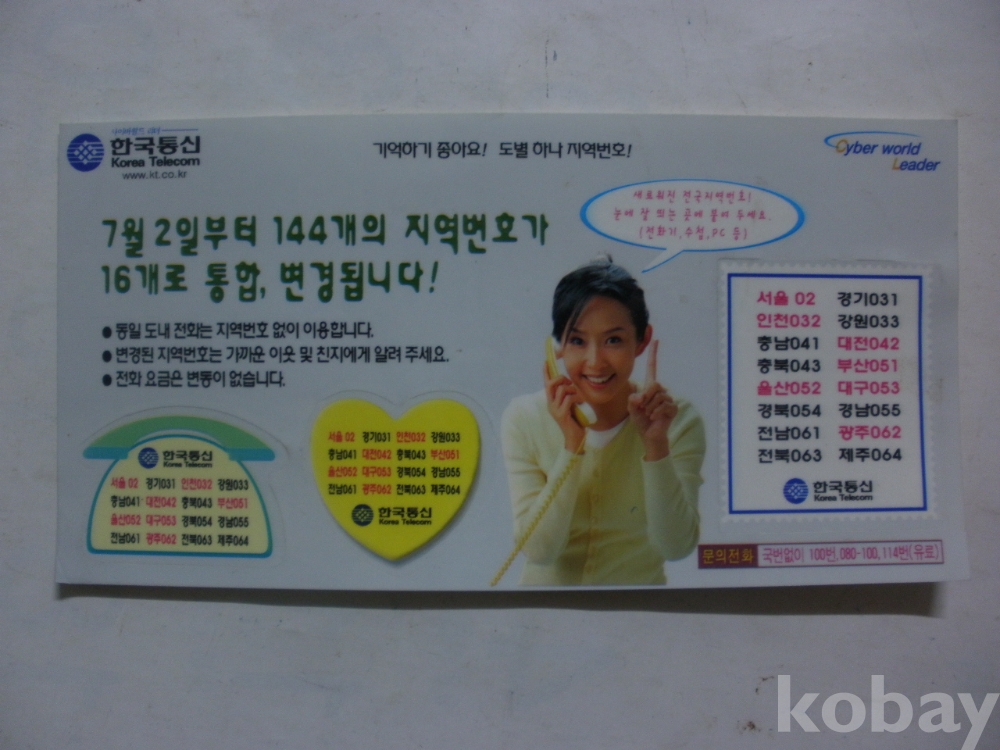 사이버월드 리더
한국통신
Korea Telecom
www.kt.co.kr
기억하기 좋아요! 도별 하나 지역번호!
Cyber world
Leader
7월 2일부터 144개의 지역번호가
16개로 통합, 변경됩니다!
새로워진 전국지역번호!
눈에 잘 띄는 곳에 붙여 두세요.
(전화기,수첩,PC 등)
● 동일 도내 전화는 지역번호 없이 이용합니다.
● 변경된 지역번호는 가까운 이웃 및 친지에게 알려 주세요.
● 전화 요금은 변동이 없습니다.
한국통신
Korea Telecom
서울 02 경기031 인천032 강원033
충남041 대전042 충북043 부산051
울산052 대구053 경북054 경남055
전남061 광주062 전북063 제주064
서울 02 경기031 인천032 강원033
충남041 대전042 충북043 부산051
울산052 대구053 경북054 경남055
전남061 광주062 전북063 제주064
한국통신
Korea Telecom
서울 02 경기031
인천032 강원033
충남041 대전042
충북043 부산051
울산052 대구053
경북054 경남055
전남061 광주062
전북063 제주064
한국통신
Korea Telecom
문의전화 국번없이 100번,080-100,114번(유료)
kobay